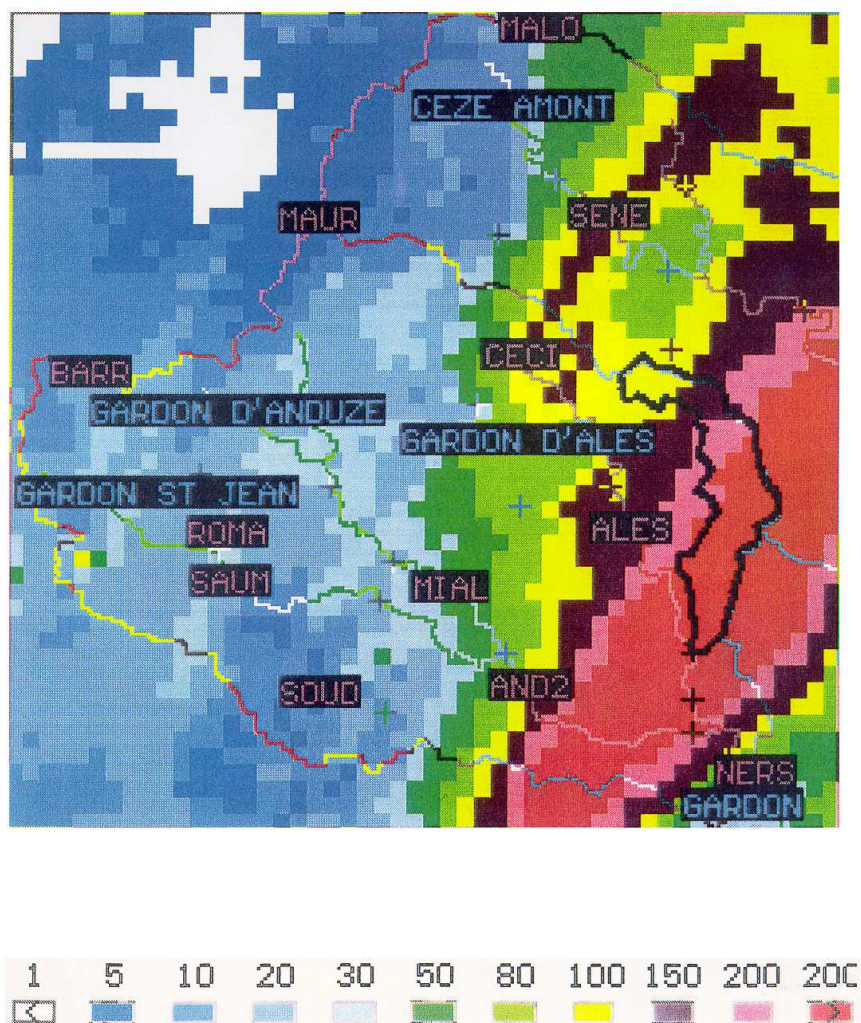 MALO
CEZE AMONT
MAUR
SENE
CECI
BARR
GARDON D'ANDUZE
GARDON D'ALES
GARDON ST JEAN
ROMA
ALES
SAUM
MIAL
SOUD
AND2
NERS
GARDON
1 5 10 20 30 50 80 100 150 200 200
< >